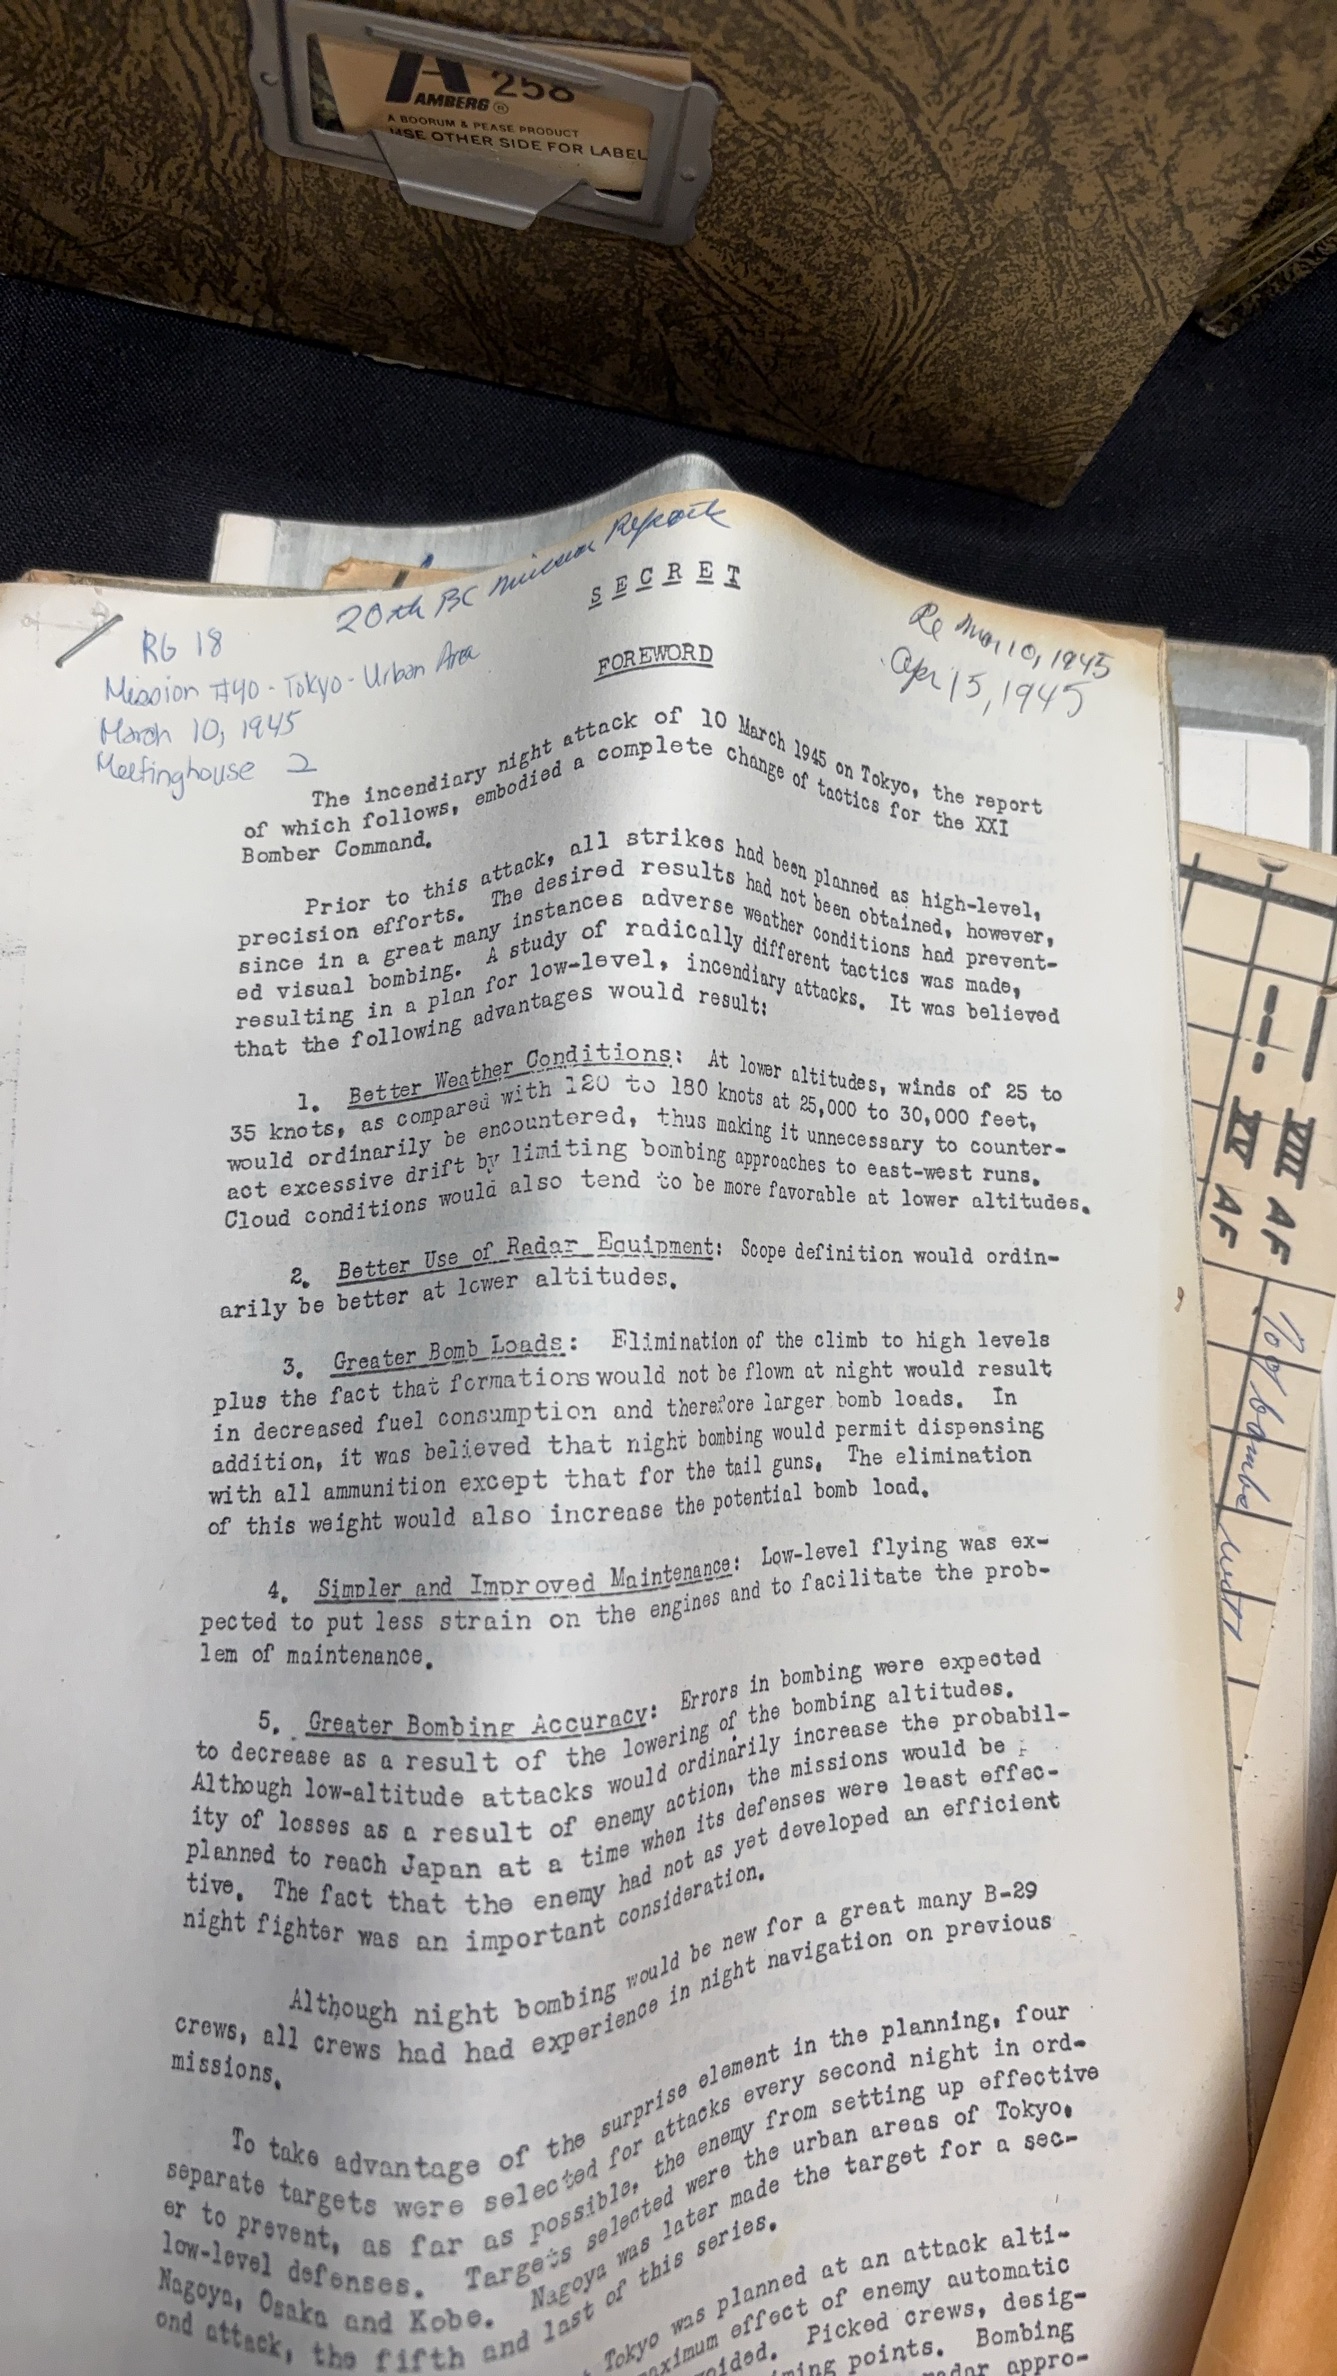 A 258
AMBERG®
A BOORUM & PEASE PRODUCT
USE OTHER SIDE FOR LABEL
20th BC Mission Reports
SECRET
RG 18
Mission #40 - Tokyo - Urban Area
March 10, 1945
Meetinghouse 2
Re Mar 10, 1945
Apr 15, 1945
FOREWORD
The incendiary night attack of 10 March 1945 on Tokyo, the report
of which follows, embodied a complete change of tactics for the XXI
Bomber Command.
Prior to this attack, all strikes had been planned as high-level,
precision efforts. The desired results had not been obtained, however,
since in a great many instances adverse weather conditions had prevent-
ed visual bombing. A study of radically different tactics was made,
resulting in a plan for low-level, incendiary attacks. It was believed
that the following advantages would result:
1. Better Weather Conditions: At lower altitudes, winds of 25 to
35 knots, as compared with 120 to 180 knots at 25,000 to 30,000 feet,
would ordinarily be encountered, thus making it unnecessary to counter-
act excessive drift by limiting bombing approaches to east-west runs.
Cloud conditions would also tend to be more favorable at lower altitudes.
2. Better Use of Radar Equipment: Scope definition would ordin-
arily be better at lower altitudes.
3. Greater Bomb Loads: Elimination of the climb to high levels
plus the fact that formations would not be flown at night would result
in decreased fuel consumption and therefore larger bomb loads. In
addition, it was believed that night bombing would permit dispensing
with all ammunition except that for the tail guns. The elimination
of this weight would also increase the potential bomb load.
4. Simpler and Improved Maintenance: Low-level flying was ex-
pected to put less strain on the engines and to facilitate the prob-
lem of maintenance.
5. Greater Bombing Accuracy: Errors in bombing were expected
to decrease as a result of the lowering of the bombing altitudes.
Although low-altitude attacks would ordinarily increase the probabil-
ity of losses as a result of enemy action, the missions would be
planned to reach Japan at a time when its defenses were least effec-
tive. The fact that the enemy had not as yet developed an efficient
night fighter was an important consideration.
Although night bombing would be new for a great many B-29
crews, all crews had had experience in night navigation on previous
missions.
To take advantage of the surprise element in the planning, four
separate targets were selected for attacks every second night in ord-
er to prevent, as far as possible, the enemy from setting up effective
low-level defenses. Targets selected were the urban areas of Tokyo,
Nagoya, Osaka and Kobe. Nagoya was later made the target for a sec-
ond attack, the fifth and last of this series.
Tokyo was planned at an attack alti-
effect of enemy automatic
Picked crews, desig-
points. Bombing
appro-
VIII AF
XV AF
bombs